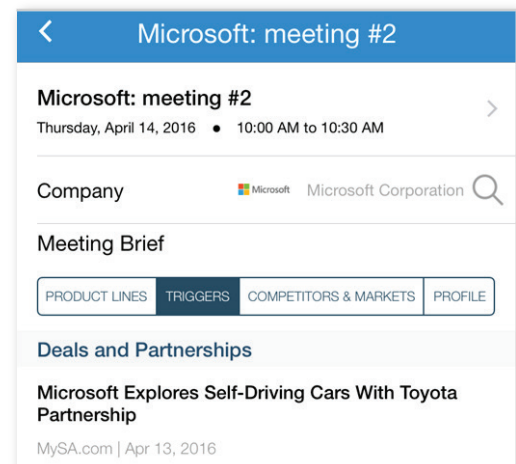 Microsoft: meeting #2
Microsoft: meeting #2
Thursday, April 14, 2016 • 10:00 AM to 10:30 AM
Company Microsoft Microsoft Corporation
Meeting Brief
PRODUCT LINES TRIGGERS COMPETITORS & MARKETS PROFILE
Deals and Partnerships
Microsoft Explores Self-Driving Cars With Toyota
Partnership
MySA.com | Apr 13, 2016